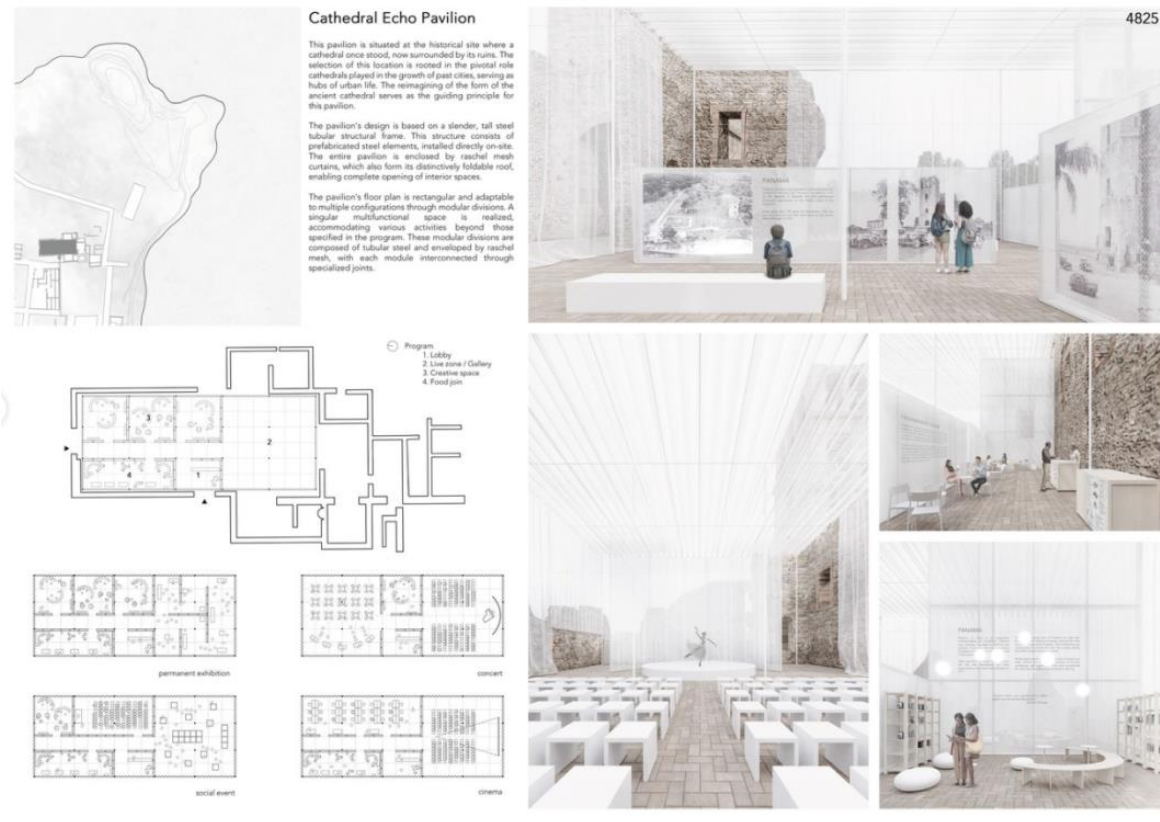 Cathedral Echo Pavilion
4825
This pavilion is situated at the historical site where a
cathedral once stood, now surrounded by its ruins. The
selection of this location is rooted in the pivotal role
cathedrals played in the growth of past cities, serving as
hubs of urban life. The reimagining of the form of the
ancient cathedral serves as the guiding principle for
this pavilion.
The pavilion's design is based on a slender, tall steel
tubular structural frame. This structure consists of
prefabricated steel elements, installed directly on-site.
The entire pavilion is enclosed by raschel mesh
curtains, which also form its distinctively foldable roof,
enabling complete opening of interior spaces.
The pavilion's floor plan is rectangular and adaptable
to multiple configurations through modular divisions. A
singular multifunctional space is realized,
accommodating various activities beyond those
specified in the program. These modular divisions are
composed of tubular steel and enveloped by raschel
mesh, with each module interconnected through
specialized joints.
PANAMA
Program
1. Lobby
2. Live zone / Gallery
3. Creative space
4. Food join
3
2
4
1
permanent exhibition
concert
social event
cinema
PANAMA